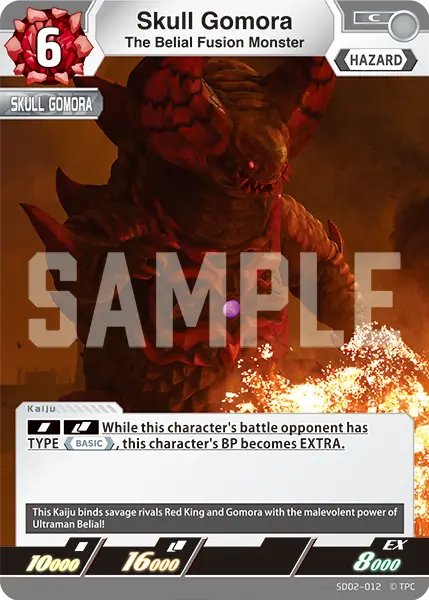 6
Skull Gomora
The Belial Fusion Monster
C
HAZARD
SKULL GOMORA
SAMPLE
Kaiju
While this character's battle opponent has
TYPE BASIC, this character's BP becomes EXTRA.
This Kaiju binds savage rivals Red King and Gomora with the malevolent power of
Ultraman Belial!
10000
16000
EX
8000
SD02-012 © TPC